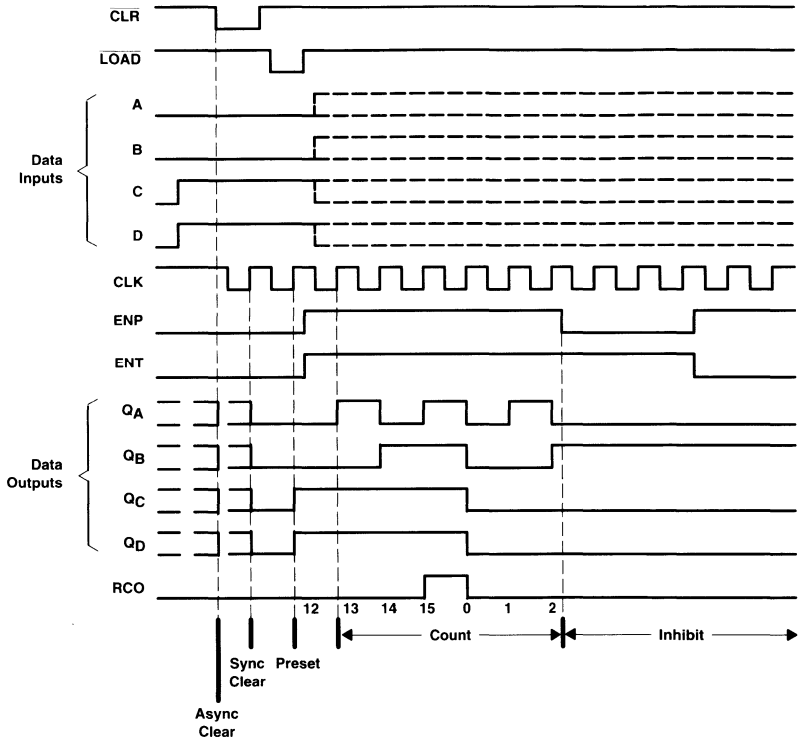 CLR
LOAD
A
B
Data
Inputs
C
D
CLK
ENP
ENT
QA
QB
Data
Outputs
QC
QD
RCO
12 13 14 15 0 1 2
Count Inhibit
Sync Preset
Clear
Async
Clear